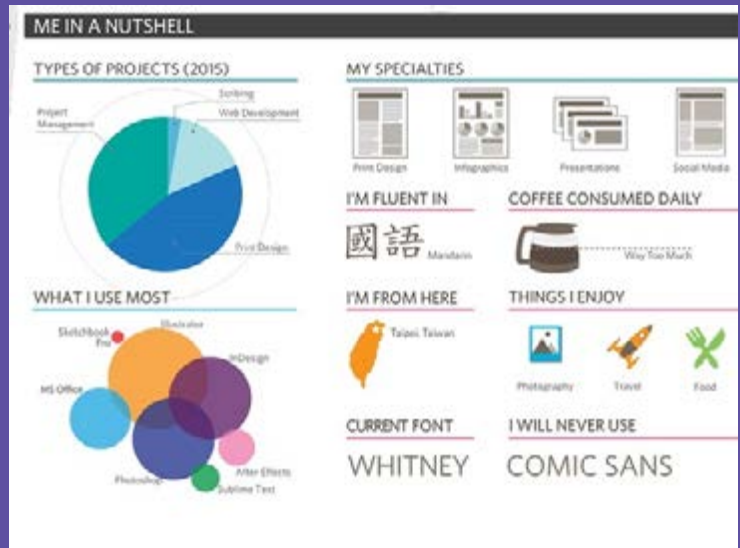 ME IN A NUTSHELL
TYPES OF PROJECTS (2015)
Scribing
Project
Management
Web Development
Print Design
WHAT I USE MOST
Illustrator
Sketchbook
Pro
InDesign
MS Office
Photoshop
After Effects
Sublime Text
MY SPECIALTIES
Print Design
Infographics
Presentations
Social Media
I'M FLUENT IN
國語
Mandarin
COFFEE CONSUMED DAILY
Way Too Much
I'M FROM HERE
Taipei, Taiwan
THINGS I ENJOY
Photography
Travel
Food
CURRENT FONT
WHITNEY
I WILL NEVER USE
COMIC SANS